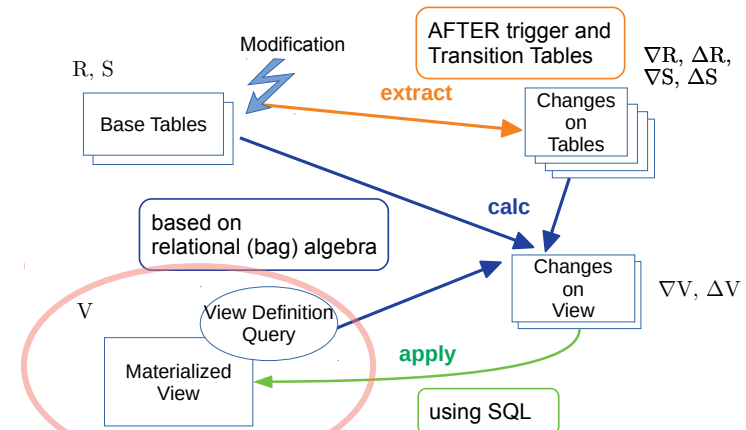 AFTER trigger and
Transition Tables
Modification
∇R, ΔR,
∇S, ΔS
R, S
extract
Changes
on
Tables
Base Tables
calc
based on
relational (bag) algebra
Changes
on
View
∇V, ΔV
V
View Definition
Query
apply
Materialized
View
using SQL